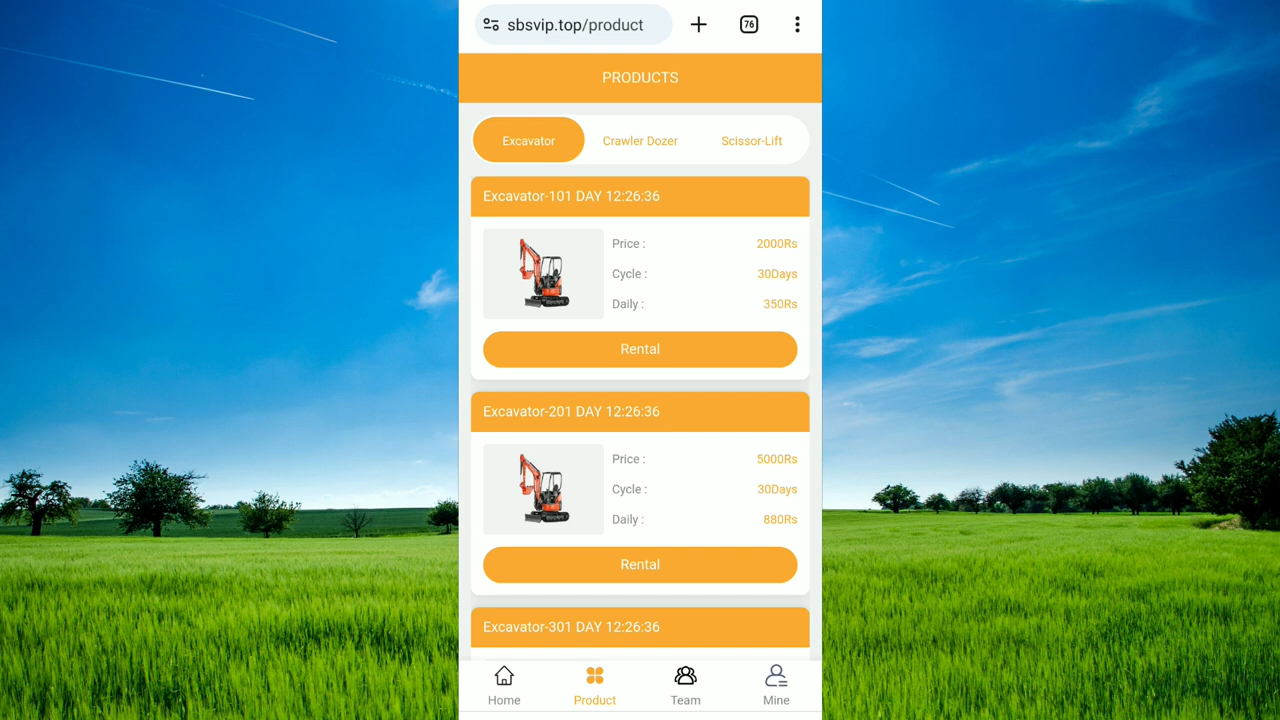 sbsvip.top/product
76
PRODUCTS
Excavator
Crawler Dozer
Scissor-Lift
Excavator-101 DAY 12:26:36
Price :
2000Rs
Cycle :
30Days
Daily :
350Rs
Rental
Excavator-201 DAY 12:26:36
Price :
5000Rs
Cycle :
30Days
Daily :
880Rs
Rental
Excavator-301 DAY 12:26:36
Home
Product
Team
Mine